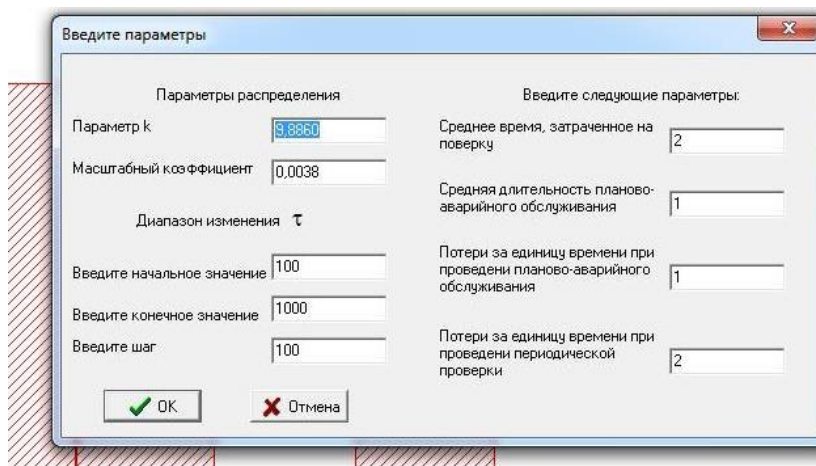 Введите параметры
Параметры распределения
Параметр k
9,8860
Масштабный коэффициент
0,0038
Диапазон изменения τ
Введите начальное значение
100
Введите конечное значение
1000
Введите шаг
100
OK
Отмена
Введите следующие параметры:
Среднее время, затраченное на
поверку
2
Средняя длительность планово-
аварийного обслуживания
1
Потери за единицу времени при
проведени планово-аварийного
обслуживания
1
Потери за единицу времени при
проведени периодической
проверки
2